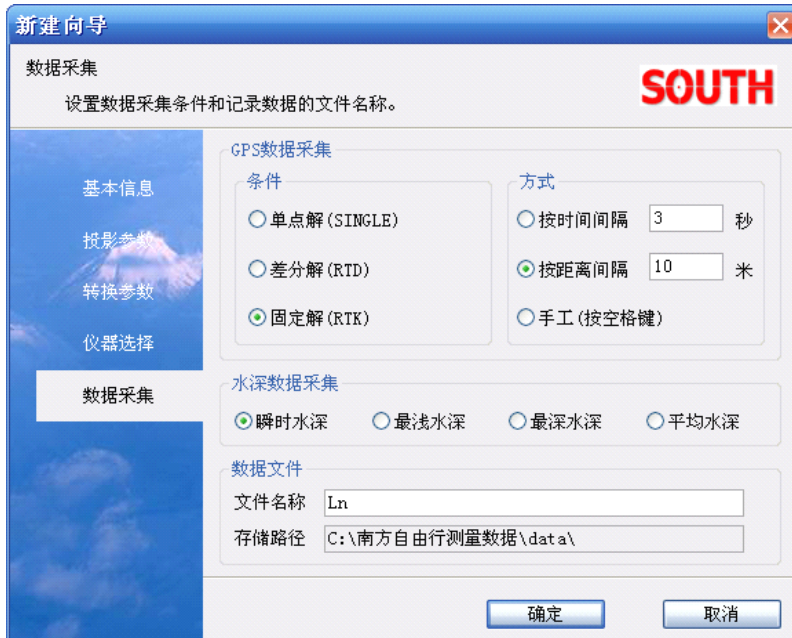 新建向导
数据采集
设置数据采集条件和记录数据的文件名称。
SOUTH
基本信息
投影参数
转换参数
仪器选择
数据采集
GPS数据采集
条件
单点解(SINGLE)
差分解(RTD)
固定解(RTK)
方式
按时间间隔 3 秒
按距离间隔 10 米
手工(按空格键)
水深数据采集
瞬时水深 最浅水深 最深水深 平均水深
数据文件
文件名称 Ln
存储路径 C:\南方自由行测量数据\data\
确定 取消